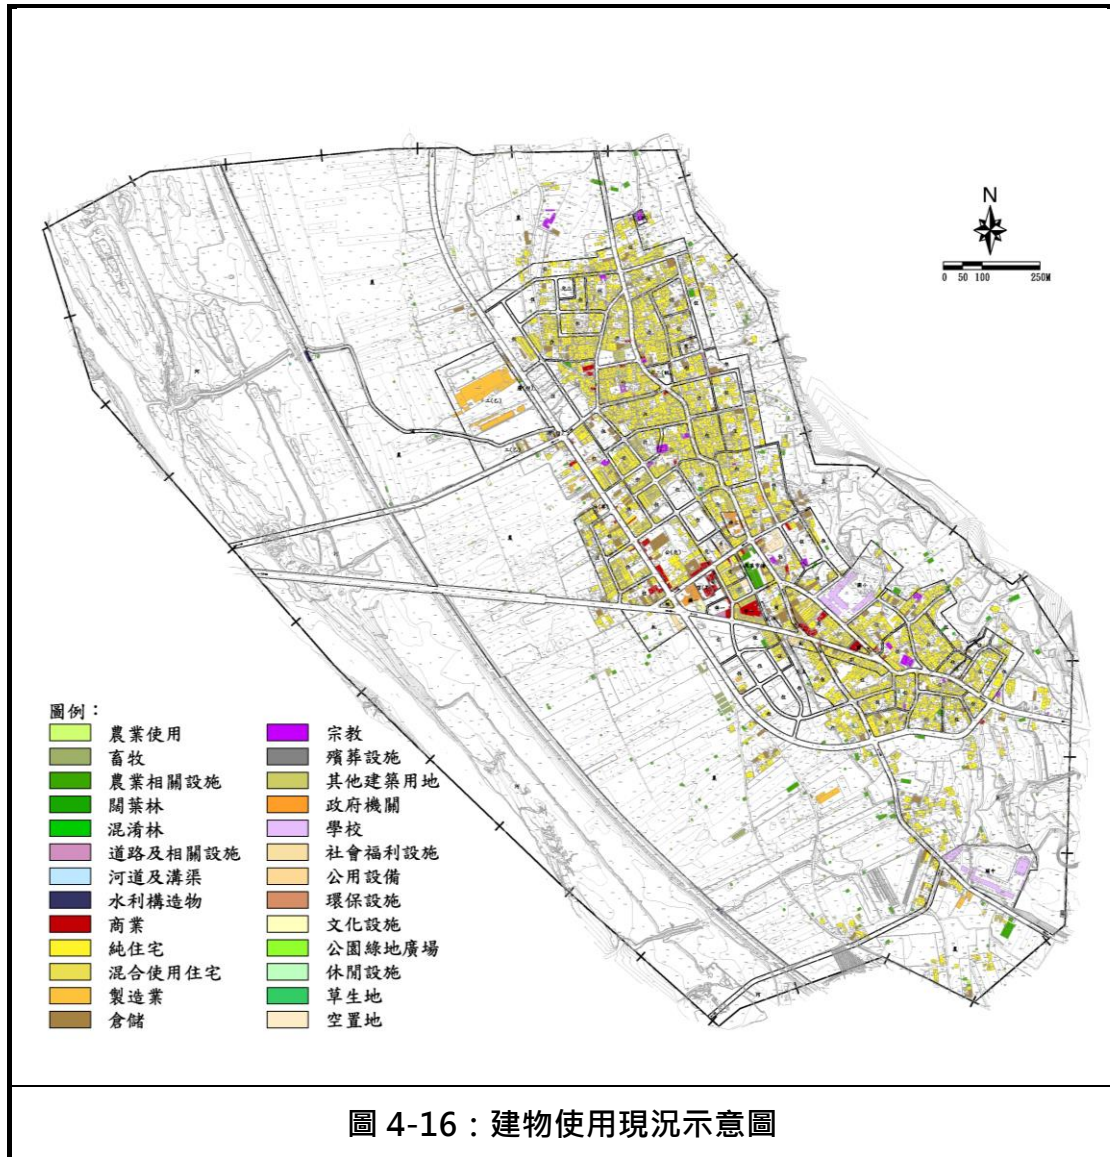 N
0 50 100 250M
圖例：
農業使用
畜牧
農業相關設施
闊葉林
混淆林
道路及相關設施
河道及溝渠
水利構造物
商業
純住宅
混合使用住宅
製造業
倉儲
宗教
殯葬設施
其他建築用地
政府機關
學校
社會福利設施
公用設備
環保設施
文化設施
公園綠地廣場
休閒設施
草生地
空置地
圖 4-16：建物使用現況示意圖